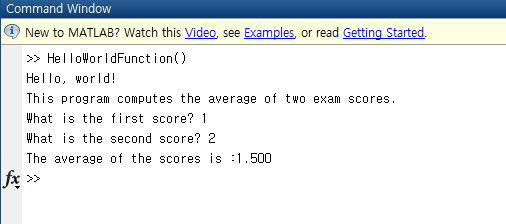 Command Window
New to MATLAB? Watch this Video, see Examples, or read Getting Started.
>> HelloWorldFunction()
Hello, world!
This program computes the average of two exam scores.
What is the first score? 1
What is the second score? 2
The average of the scores is :1.500
fx >>